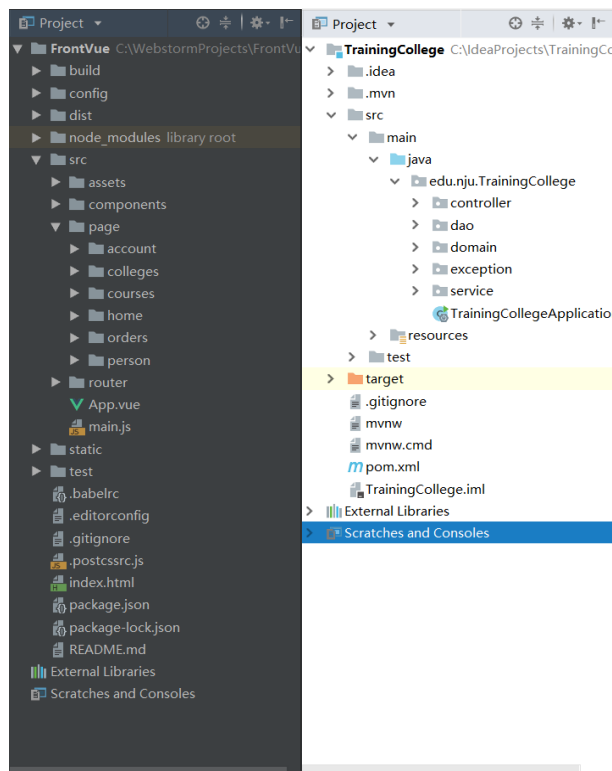 Project
FrontVue C:\WebstormProjects\FrontVu
build
config
dist
node_modules library root
src
assets
components
page
account
colleges
courses
home
orders
person
router
App.vue
main.js
static
test
.babelrc
.editorconfig
.gitignore
.postcssrc.js
index.html
package.json
package-lock.json
README.md
External Libraries
Scratches and Consoles
Project
TrainingCollege C:\IdeaProjects\TrainingCo
.idea
.mvn
src
main
java
edu.nju.TrainingCollege
controller
dao
domain
exception
service
TrainingCollegeApplicatio
resources
test
target
.gitignore
mvnw
mvnw.cmd
pom.xml
TrainingCollege.iml
External Libraries
Scratches and Consoles